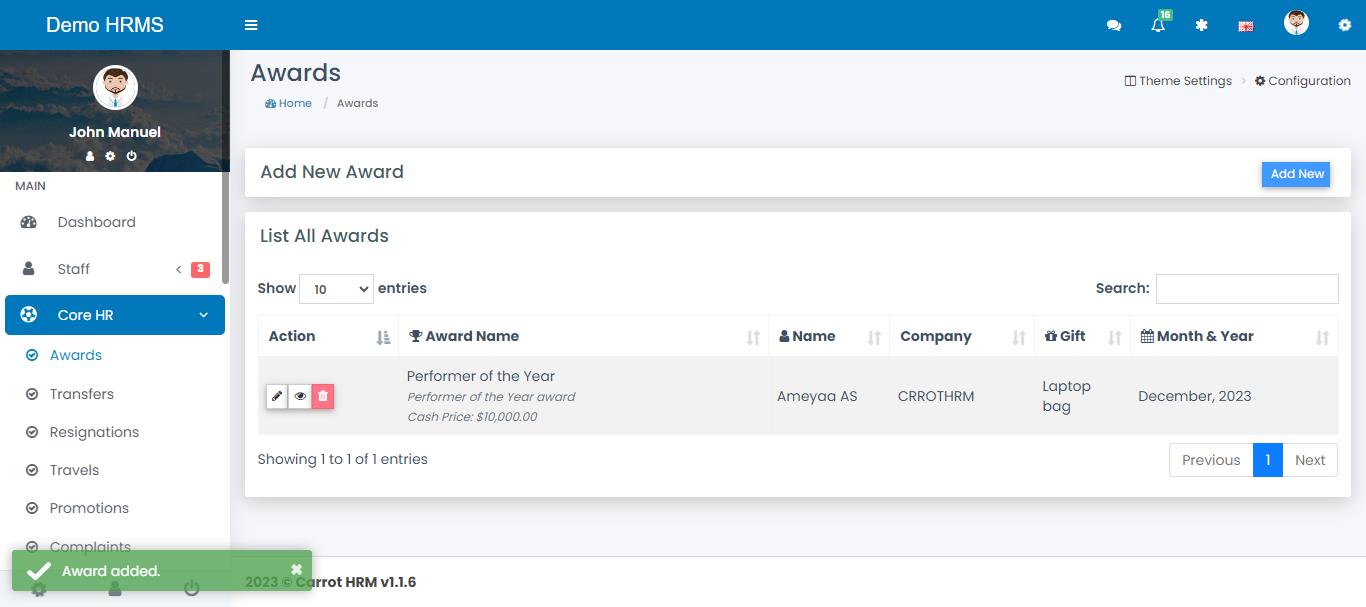 Demo HRMS
16
John Manuel
MAIN
Dashboard
Staff
3
Core HR
Awards
Transfers
Resignations
Travels
Promotions
Complaints
Award added.
Awards
Home / Awards
Theme Settings
Configuration
Add New Award
Add New
List All Awards
Show 10 entries
Search:
Action
Award Name
Name
Company
Gift
Month & Year
Performer of the Year
Performer of the Year award
Cash Price: $10,000.00
Ameyaa AS
CRROTHRM
Laptop
bag
December, 2023
Showing 1 to 1 of 1 entries
Previous
1
Next
2023 © Carrot HRM v1.1.6